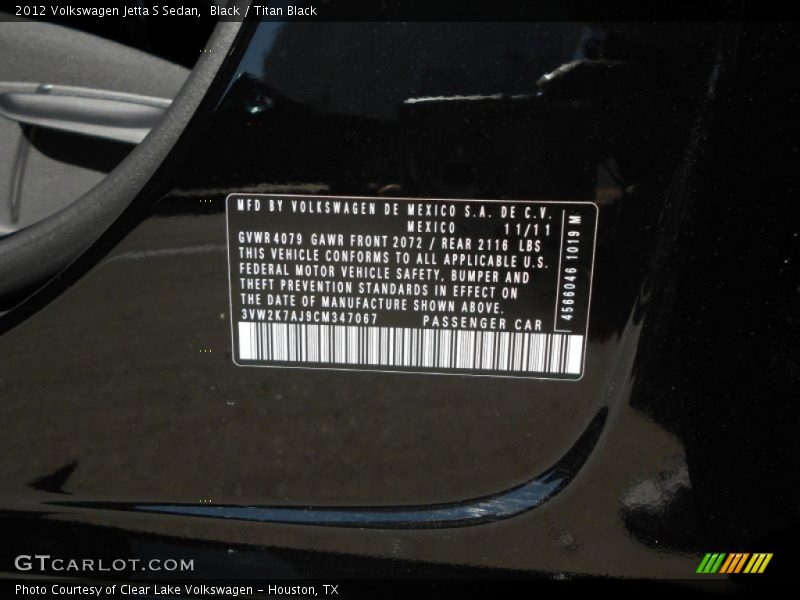 2012 Volkswagen Jetta S Sedan,  Black / Titan Black
MFD BY VOLKSWAGEN DE MEXICO S.A. DE C.V.
MEXICO 11/11
GVWR 4079 GAWR FRONT 2072 / REAR 2116 LBS
THIS VEHICLE CONFORMS TO ALL APPLICABLE U.S.
FEDERAL MOTOR VEHICLE SAFETY, BUMPER AND
THEFT PREVENTION STANDARDS IN EFFECT ON
THE DATE OF MANUFACTURE SHOWN ABOVE.
3VW2K7AJ9CM347067 PASSENGER CAR
4566046 1019 M
GTCARLOT.COM
Photo Courtesy of Clear Lake Volkswagen - Houston, TX